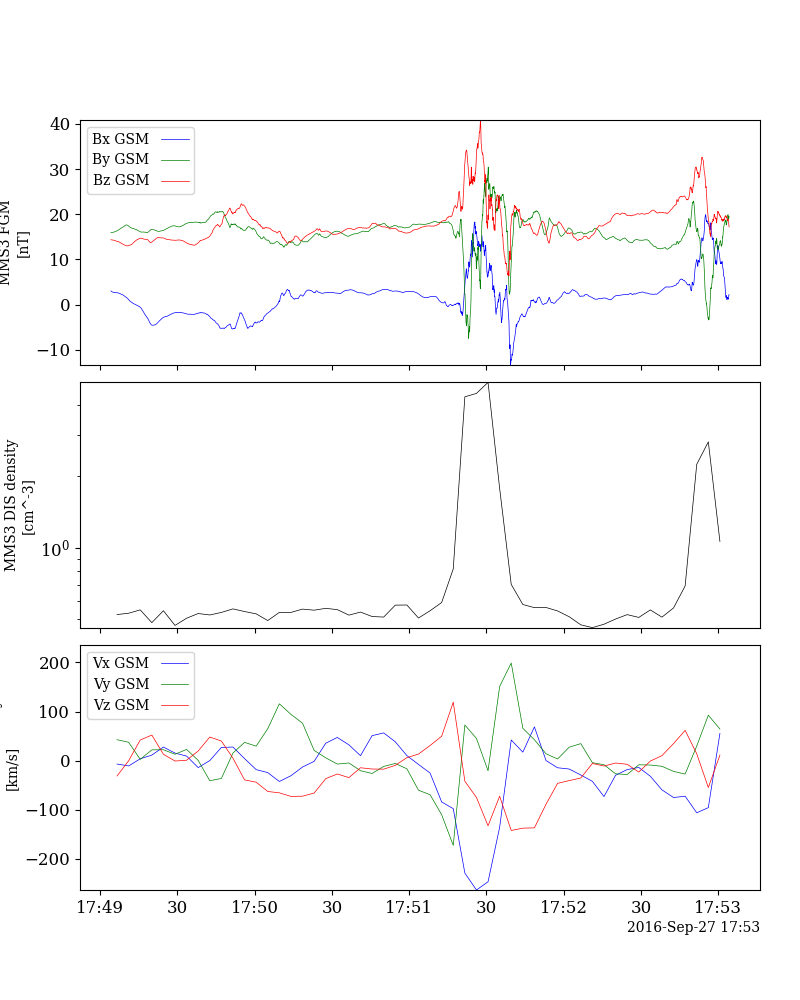 40
30
20
10
0
−10
MMS3 FGM
[nT]
Bx GSM
By GSM
Bz GSM
10^0
MMS3 DIS density
[cm^-3]
200
100
0
−100
−200
[km/s]
Vx GSM
Vy GSM
Vz GSM
17:49 30 17:50 30 17:51 30 17:52 30 17:53
2016-Sep-27 17:53